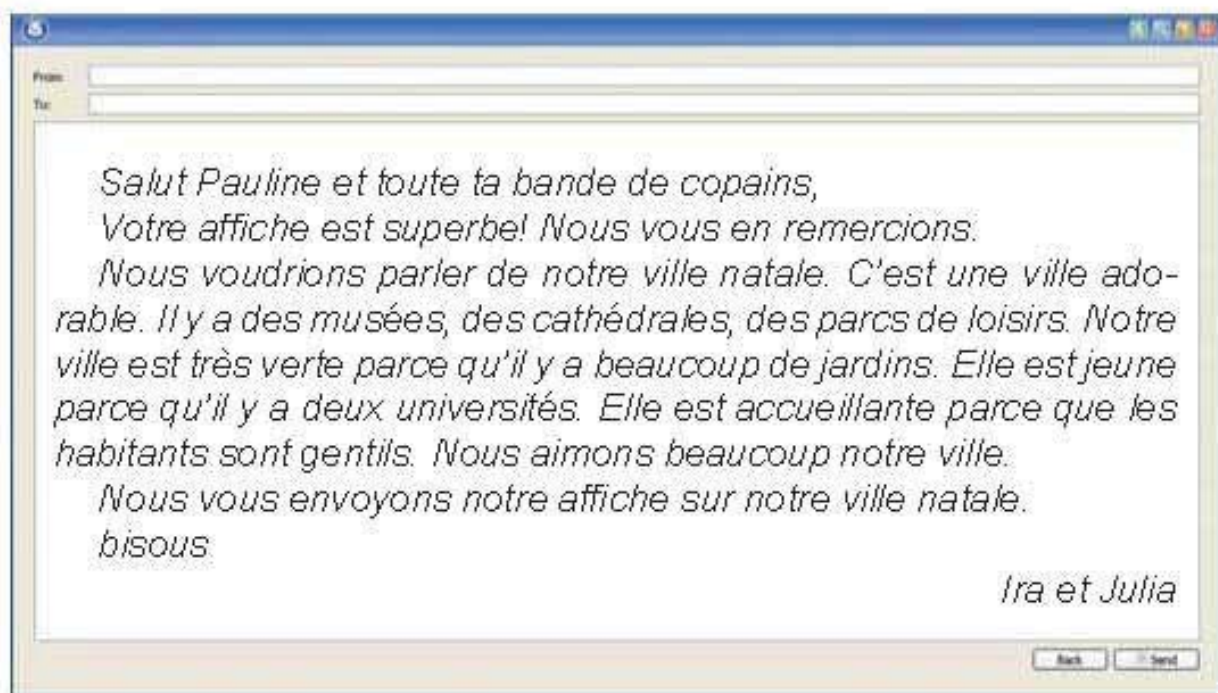 From:
To:
Salut Pauline et toute ta bande de copains,
Votre affiche est superbe! Nous vous en remercions.
Nous voudrions parler de notre ville natale. C'est une ville ado-
rable. Il y a des musées, des cathédrales, des parcs de loisirs. Notre
ville est très verte parce qu'il y a beaucoup de jardins. Elle est jeune
parce qu'il y a deux universités. Elle est accueillante parce que les
habitants sont gentils. Nous aimons beaucoup notre ville.
Nous vous envoyons notre affiche sur notre ville natale.
bisous
Ira et Julia
Back Send